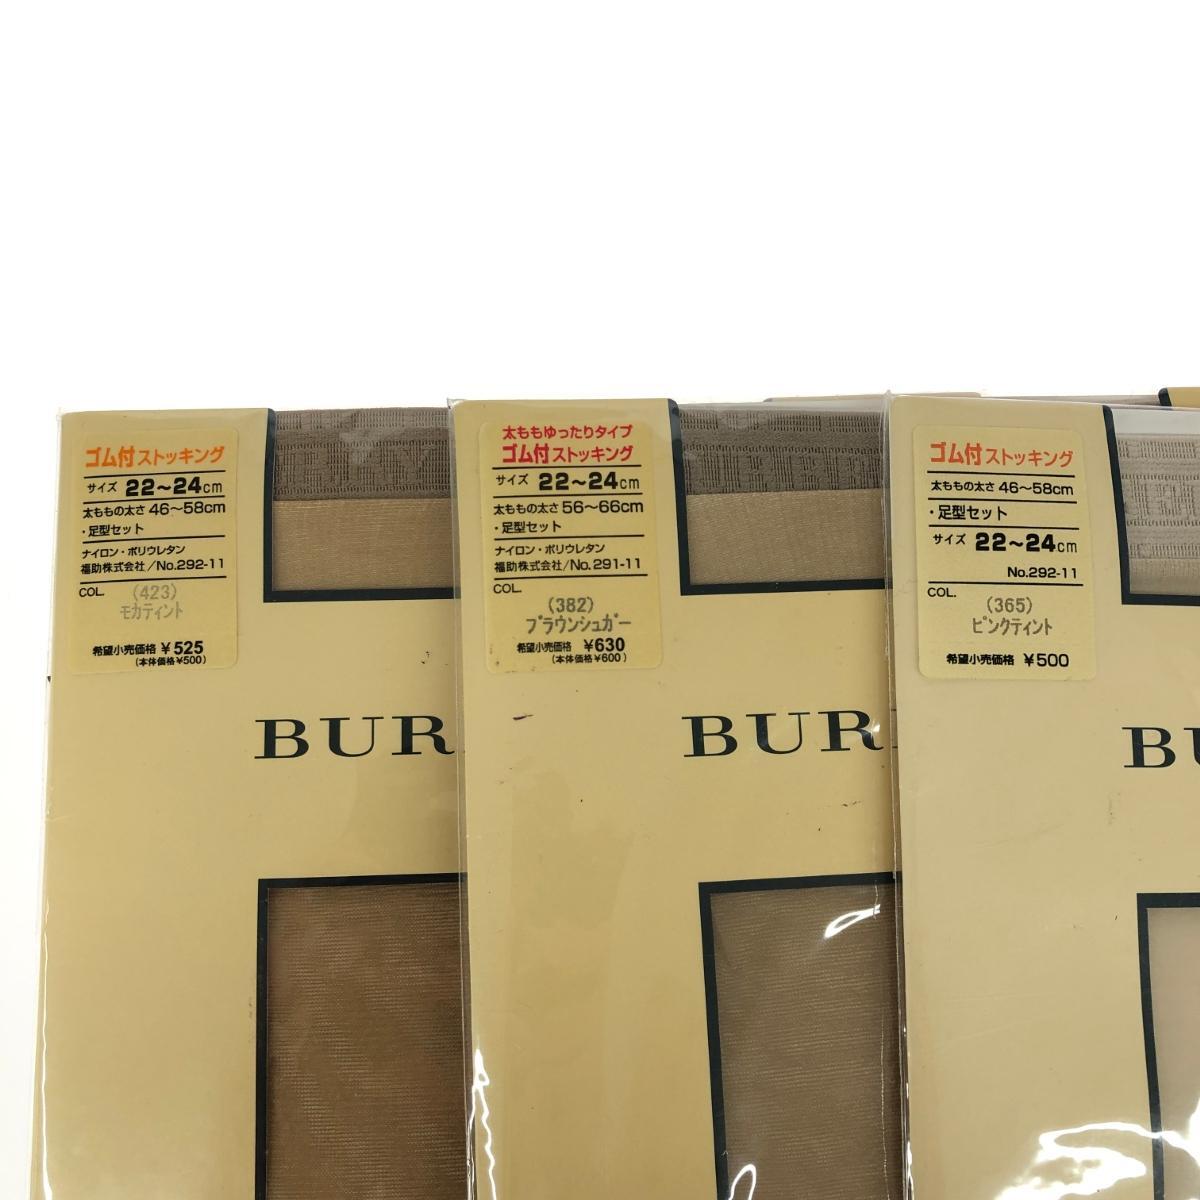 ゴム付ストッキング
サイズ 22〜24cm
太ももの太さ 46〜58cm
・足型セット
ナイロン・ポリウレタン
福助株式会社/No.292-11
COL.
(423)
モカティント
希望小売価格 ¥525
(本体価格¥500)
BUR
太ももゆったりタイプ
ゴム付ストッキング
サイズ 22〜24cm
太ももの太さ 56〜66cm
・足型セット
ナイロン・ポリウレタン
福助株式会社/No.291-11
COL.
(382)
ブラウンシュガー
希望小売価格 ¥630
(本体価格¥600)
BUR
ゴム付ストッキング
太ももの太さ 46〜58cm
・足型セット
サイズ 22〜24cm
No.292-11
COL.
(365)
ピンクティント
希望小売価格 ¥500
BU